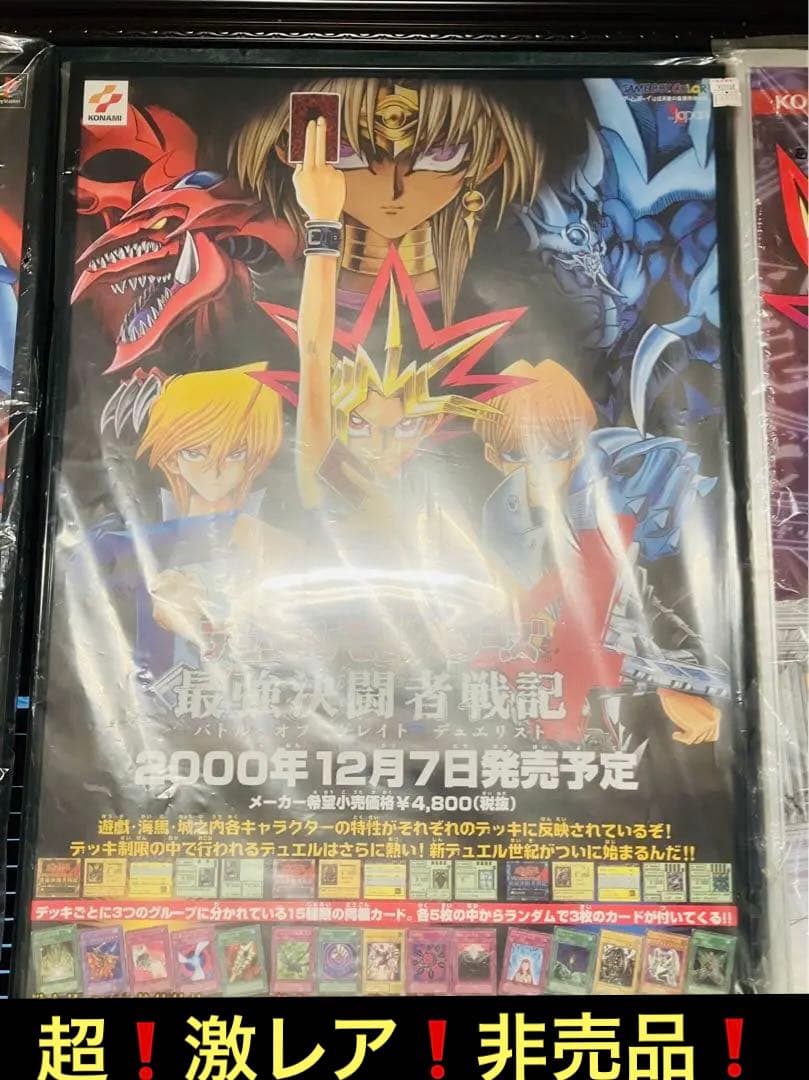 KONAMI
GAME BOY COLOR
Japan
PlayStation
KO
最強決闘者戦記
バトル・オブ・グレイト・デュエリスト
2000年12月7日発売予定
メーカー希望小売価格¥4,800(税抜)
遊戯・海馬・城之内各キャラクターの特性がそれぞれのデッキに反映されているぞ!
デッキ制限の中で行われるデュエルはさらに熱い!新デュエル世紀がついに始まるんだ!!
デッキごとに3つのグループに分かれている15種類の同梱カード。各5枚の中からランダムで3枚のカードが付いてくる!!
超❗激レア❗非売品❗